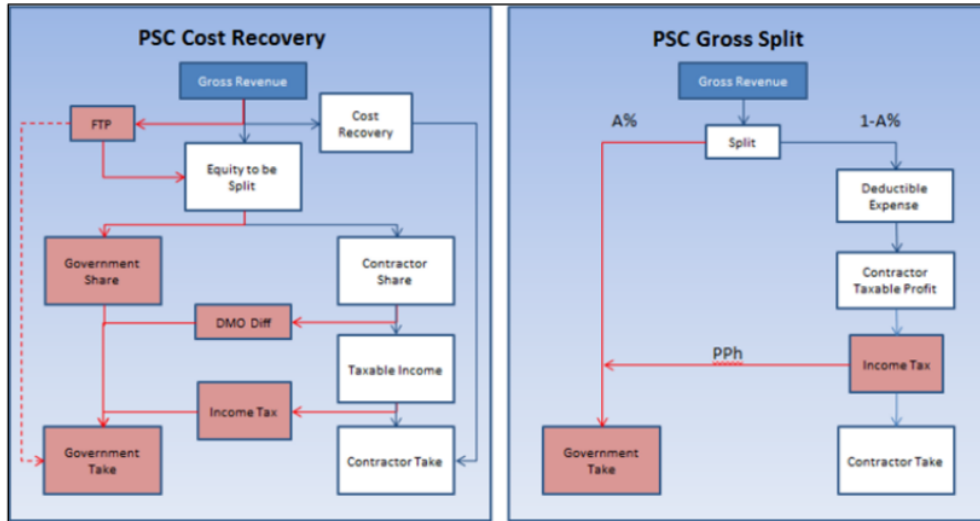 PSC Cost Recovery
Gross Revenue
FTP
Cost
Recovery
Equity to be
Split
Government
Share
Contractor
Share
DMO Diff
Taxable Income
Income Tax
Government
Take
Contractor Take
PSC Gross Split
Gross Revenue
A%
1-A%
Split
Deductible
Expense
Contractor
Taxable Profit
PPh
Income Tax
Government
Take
Contractor Take